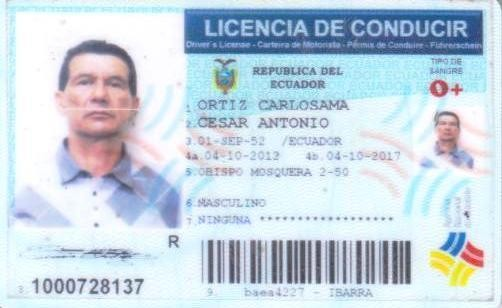 LICENCIA DE CONDUCIR
Driver's License - Carteira de Motorista - Permis de Conduire - Führerschein
REPUBLICA DEL
ECUADOR
TIPO DE
SANGRE
O+
1. ORTIZ CARLOSAMA
2. CESAR ANTONIO
3. 01-SEP-52 /ECUADOR
4a. 04-10-2012 4b. 04-10-2017
5. OBISPO MOSQUERA 2-50
6. MASCULINO
7. NINGUNA ******************
R
8. 1000728137
9. baea4227 - IBARRA